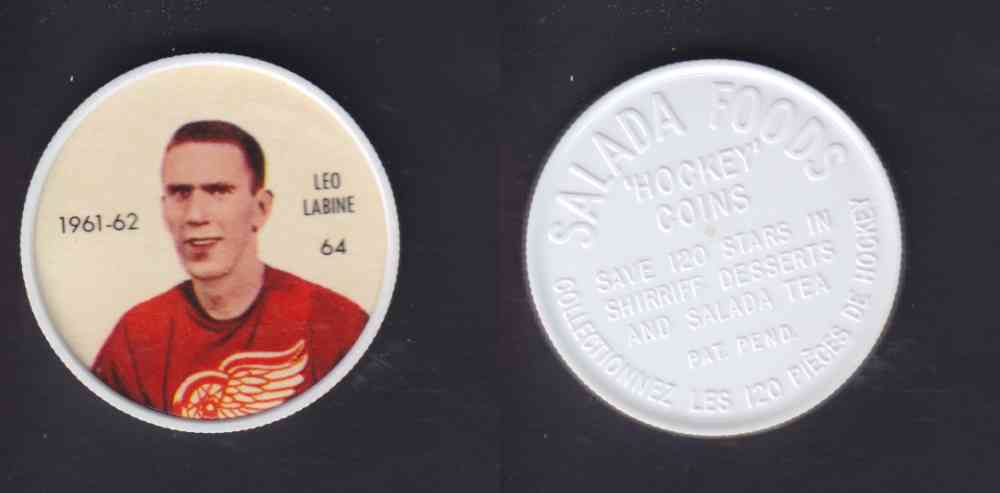 1961-62
LEO
LABINE
64
SALADA FOODS
'HOCKEY'
COINS
SAVE 120 STARS IN
SHIRRIFF DESSERTS
AND SALADA TEA
PAT. PEND.
COLLECTIONNEZ LES 120 PIÈCES DE HOCKEY